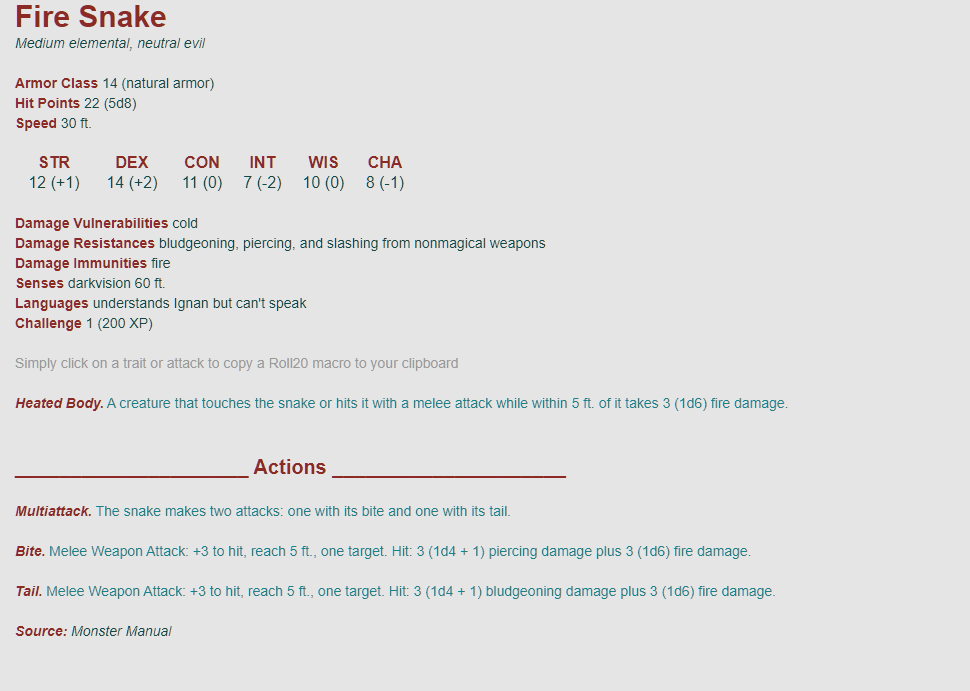 Fire Snake
Medium elemental, neutral evil
Armor Class 14 (natural armor)
Hit Points 22 (5d8)
Speed 30 ft.
STR DEX CON INT WIS CHA
12 (+1) 14 (+2) 11 (0) 7 (-2) 10 (0) 8 (-1)
Damage Vulnerabilities cold
Damage Resistances bludgeoning, piercing, and slashing from nonmagical weapons
Damage Immunities fire
Senses darkvision 60 ft.
Languages understands Ignan but can't speak
Challenge 1 (200 XP)
Simply click on a trait or attack to copy a Roll20 macro to your clipboard
Heated Body. A creature that touches the snake or hits it with a melee attack while within 5 ft. of it takes 3 (1d6) fire damage.
Actions
Multiattack. The snake makes two attacks: one with its bite and one with its tail.
Bite. Melee Weapon Attack: +3 to hit, reach 5 ft., one target. Hit: 3 (1d4 + 1) piercing damage plus 3 (1d6) fire damage.
Tail. Melee Weapon Attack: +3 to hit, reach 5 ft., one target. Hit: 3 (1d4 + 1) bludgeoning damage plus 3 (1d6) fire damage.
Source: Monster Manual